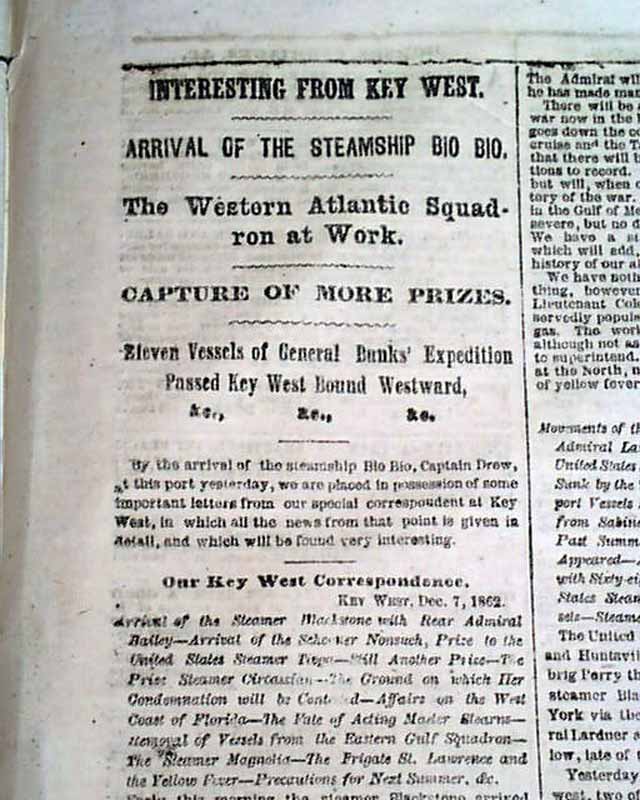 INTERESTING FROM KEY WEST.
ARRIVAL OF THE STEAMSHIP BIO BIO.
The Western Atlantic Squad-
ron at Work.
CAPTURE OF MORE PRIZES.
Eleven Vessels of General Banks' Expedition
Passed Key West Bound Westward,
&c., &c., &c.
By the arrival of the steamship Bio Bio, Captain Drew,
at this port yesterday, we are placed in possession of some
important letters from our special correspondent at Key
West, in which all the news from that point is given in
detail, and which will be found very interesting.
Our Key West Correspondence.
KEY WEST, Dec. 7, 1862.
Arrival of the Steamer Blackstone with Rear Admiral
Bailey—Arrival of the Schooner Nonsuch, Prize to the
United States Steamer Tioga—Still Another Prize—The
Prize Steamer Circassian—The Ground on which Her
Condemnation will be Contested—Affairs on the West
Coast of Florida—The Fate of Acting Master Stearns—
Removal of Vessels from the Eastern Gulf Squadron—
The Steamer Magnolia—The Frigate St. Lawrence and
the Yellow Fever—Precautions for Next Summer, &c.
Early this morning the steamer Blackstone arrived
The Admiral wil
he has made man
There will be
war now in the
goes down the co
cruise and the Ta
that there will b
tions to record.
but will, when
tory of the war.
in the Gulf of Me
severe, but no d
We have a
which will add,
history of our
We have noth
thing, however
Lieutenant Col
servedly popula
gas. The work
although not as
to superintend.
at the North,
of yellow fever
Movements of th
Admiral La
United States
Sunk by the
port Vessels
from Sabin
Past Summ
Appeared—
with Sixty-ei
States Steam
sels—Steame
The United
and Huntsvil
brig Perry th
steamer Bla
York via the
ral Lardner a
low, late of
Yesterday
west, two of